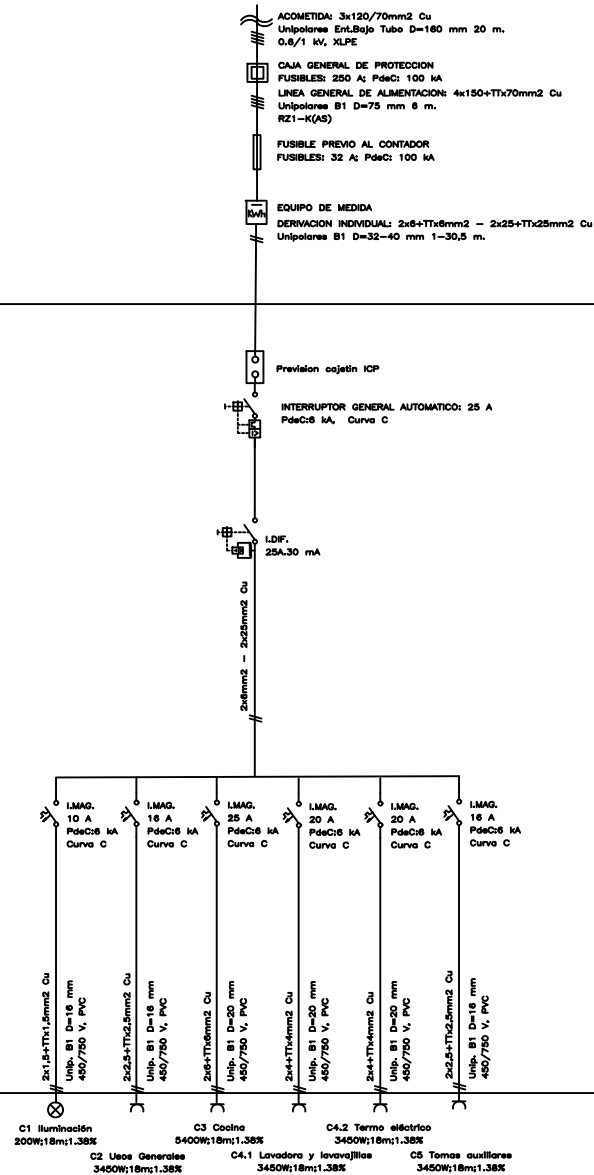 ACOMETIDA: 3x120/70mm2 Cu
Unipolares Ent.Bajo Tubo D=160 mm 20 m.
0.6/1 kV, XLPE
CAJA GENERAL DE PROTECCION
FUSIBLES: 250 A; PdeC: 100 kA
LINEA GENERAL DE ALIMENTACION: 4x150+TTx70mm2 Cu
Unipolares B1 D=75 mm 6 m.
RZ1-K(AS)
FUSIBLE PREVIO AL CONTADOR
FUSIBLES: 32 A; PdeC: 100 kA
KWh
EQUIPO DE MEDIDA
DERIVACION INDIVIDUAL: 2x6+TTx6mm2 - 2x25+TTx25mm2 Cu
Unipolares B1 D=32-40 mm 1-30,5 m.
Prevision cajetin ICP
INTERRUPTOR GENERAL AUTOMATICO: 25 A
PdeC:6 kA, Curva C
I.DIF.
25A.30 mA
2x6mm2 - 2x25mm2 Cu
I.MAG.
10 A
PdeC:6 kA
Curva C
I.MAG.
16 A
PdeC:6 kA
Curva C
I.MAG.
25 A
PdeC:6 kA
Curva C
I.MAG.
20 A
PdeC:6 kA
Curva C
I.MAG.
20 A
PdeC:6 kA
Curva C
I.MAG.
16 A
PdeC:6 kA
Curva C
2x1,5+TTx1,5mm2 Cu
Unip. B1 D=16 mm
450/750 V, PVC
2x2,5+TTx2,5mm2 Cu
Unip. B1 D=16 mm
450/750 V, PVC
2x6+TTx6mm2 Cu
Unip. B1 D=20 mm
450/750 V, PVC
2x4+TTx4mm2 Cu
Unip. B1 D=20 mm
450/750 V, PVC
2x4+TTx4mm2 Cu
Unip. B1 D=20 mm
450/750 V, PVC
2x2,5+TTx2,5mm2 Cu
Unip. B1 D=16 mm
450/750 V, PVC
C1 Iluminación
200W;18m;1.38%
C2 Usos Generales
3450W;18m;1.38%
C3 Cocina
5400W;18m;1.38%
C4.1 Lavadora y lavavajillas
3450W;18m;1.38%
C4.2 Termo eléctrico
3450W;18m;1.38%
C5 Tomas auxiliares
3450W;18m;1.38%